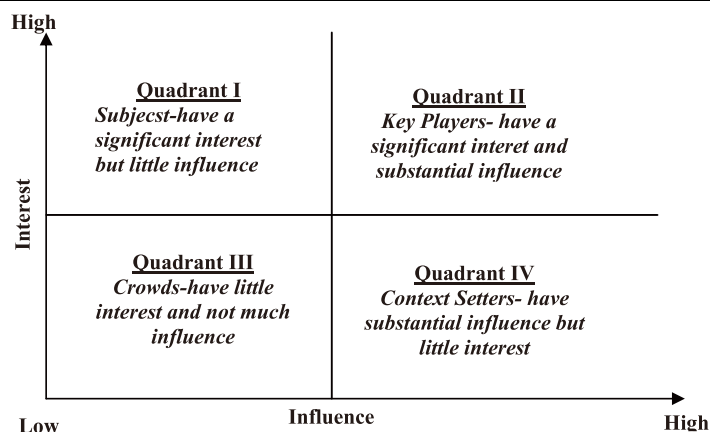 High
Quadrant I
Subjecst-have a
significant interest
but little influence
Quadrant II
Key Players- have a
significant interet and
substantial influence
Interest
Quadrant III
Crowds-have little
interest and not much
influence
Quadrant IV
Context Setters- have
substantial influence but
little interest
Low
Influence
High